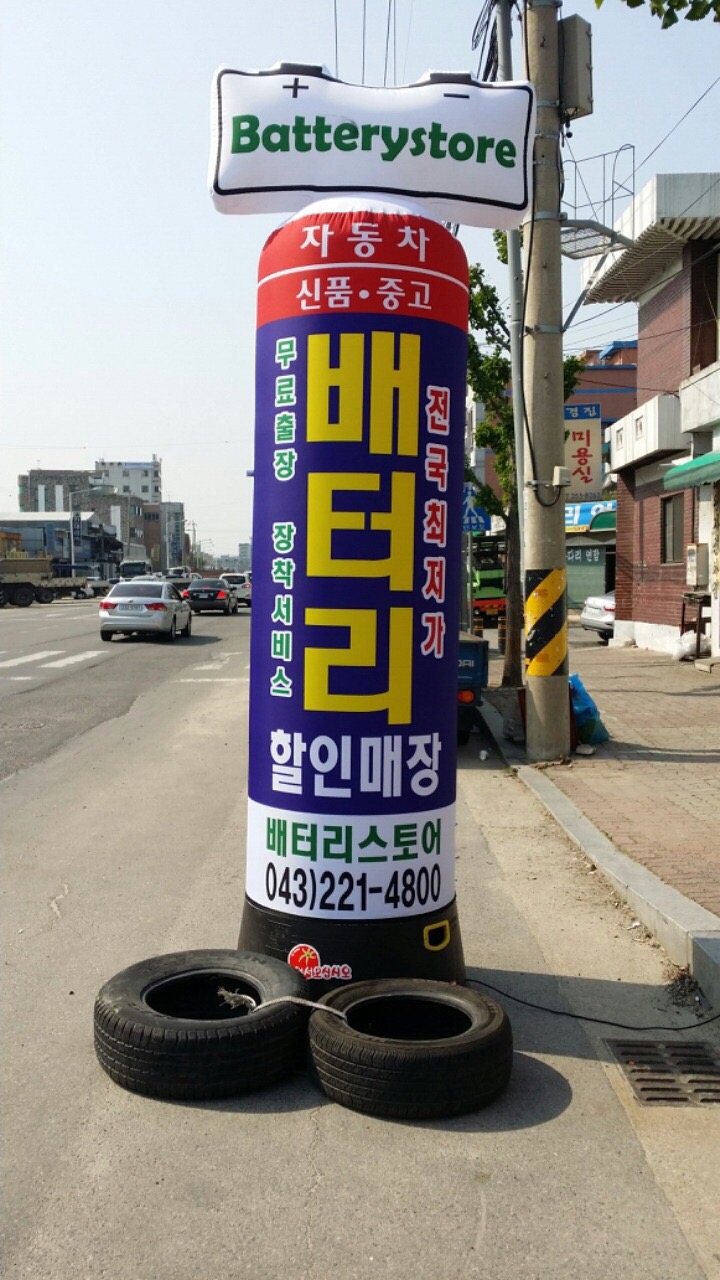 + −
Batterystore
자동차
신품•중고
무료출장 장착서비스
배터리
전국최저가
할인매장
배터리스토어
043)221-4800
경진
미용실